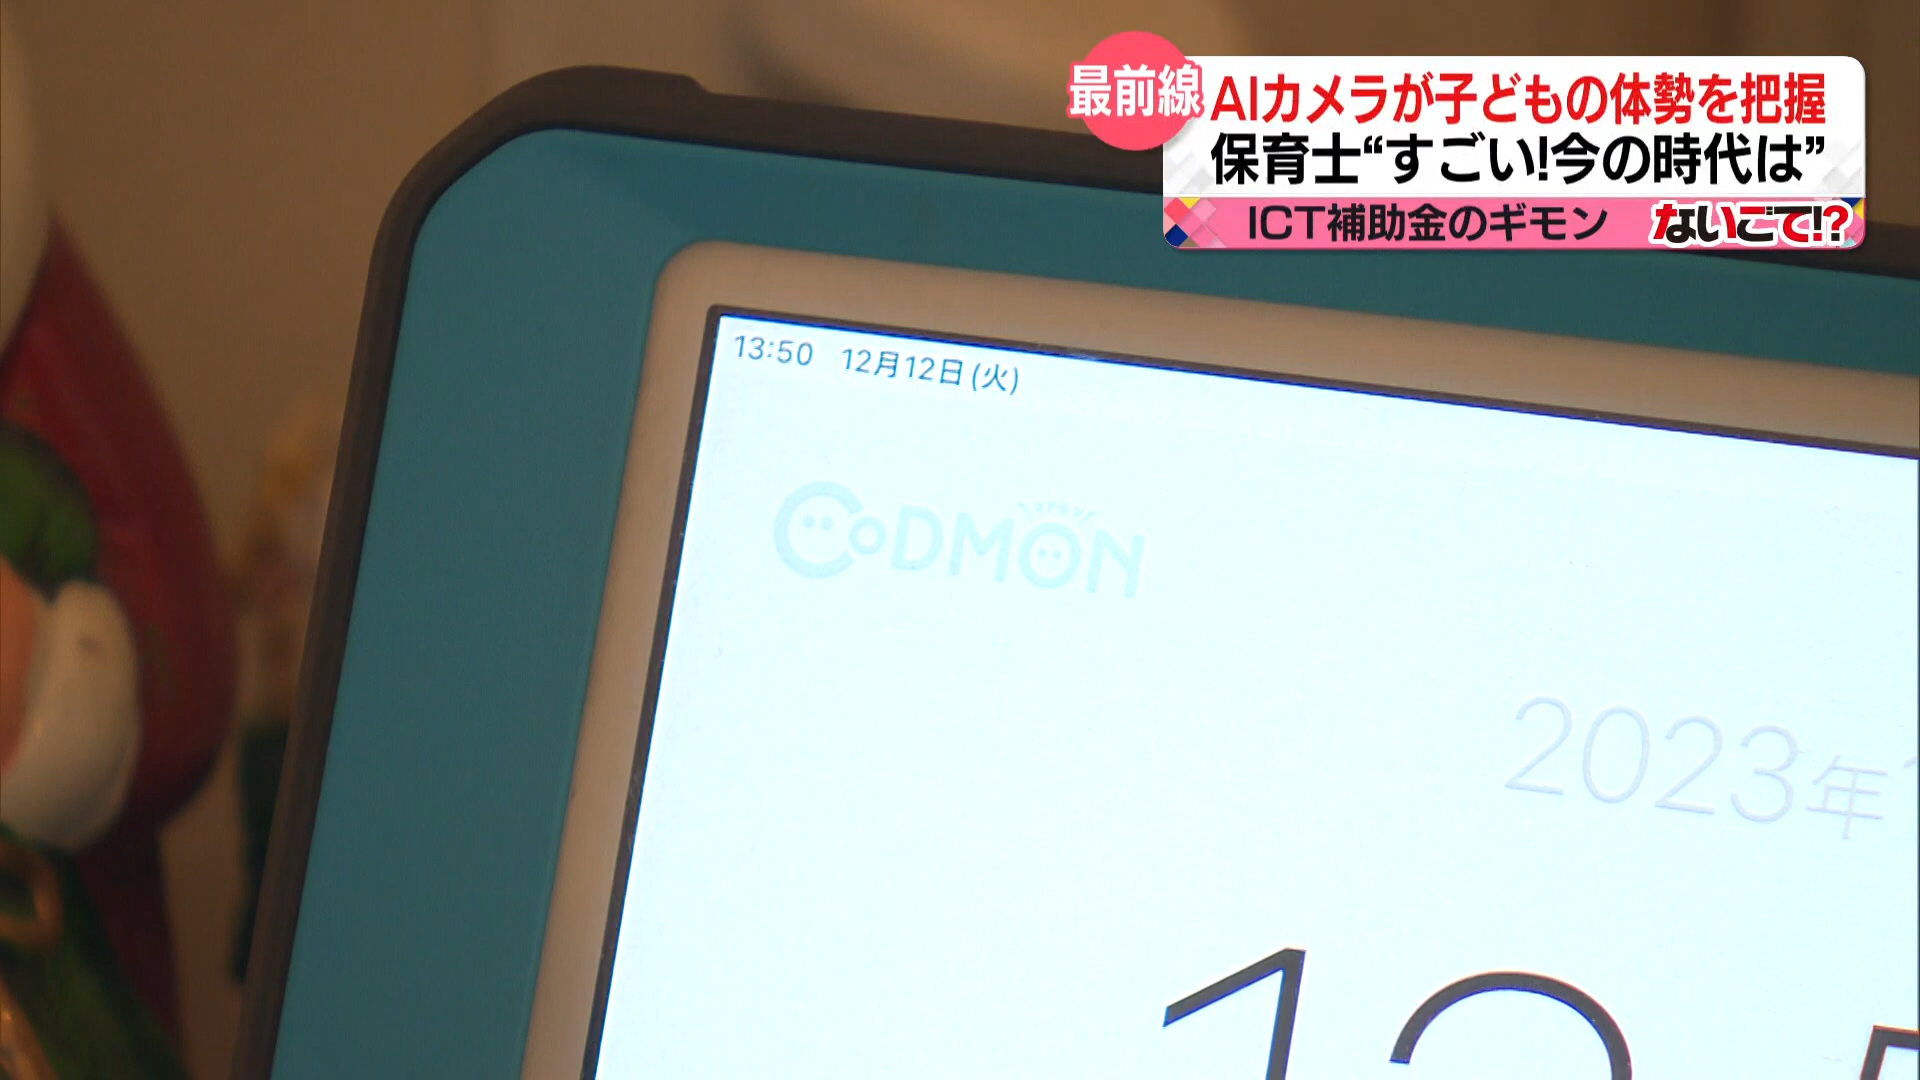 最前線
AIカメラが子どもの体勢を把握
保育士“すごい!今の時代は”
ICT補助金のギモン ないごて!?
13:50 12月12日(火)
CoDMON
2023年
13